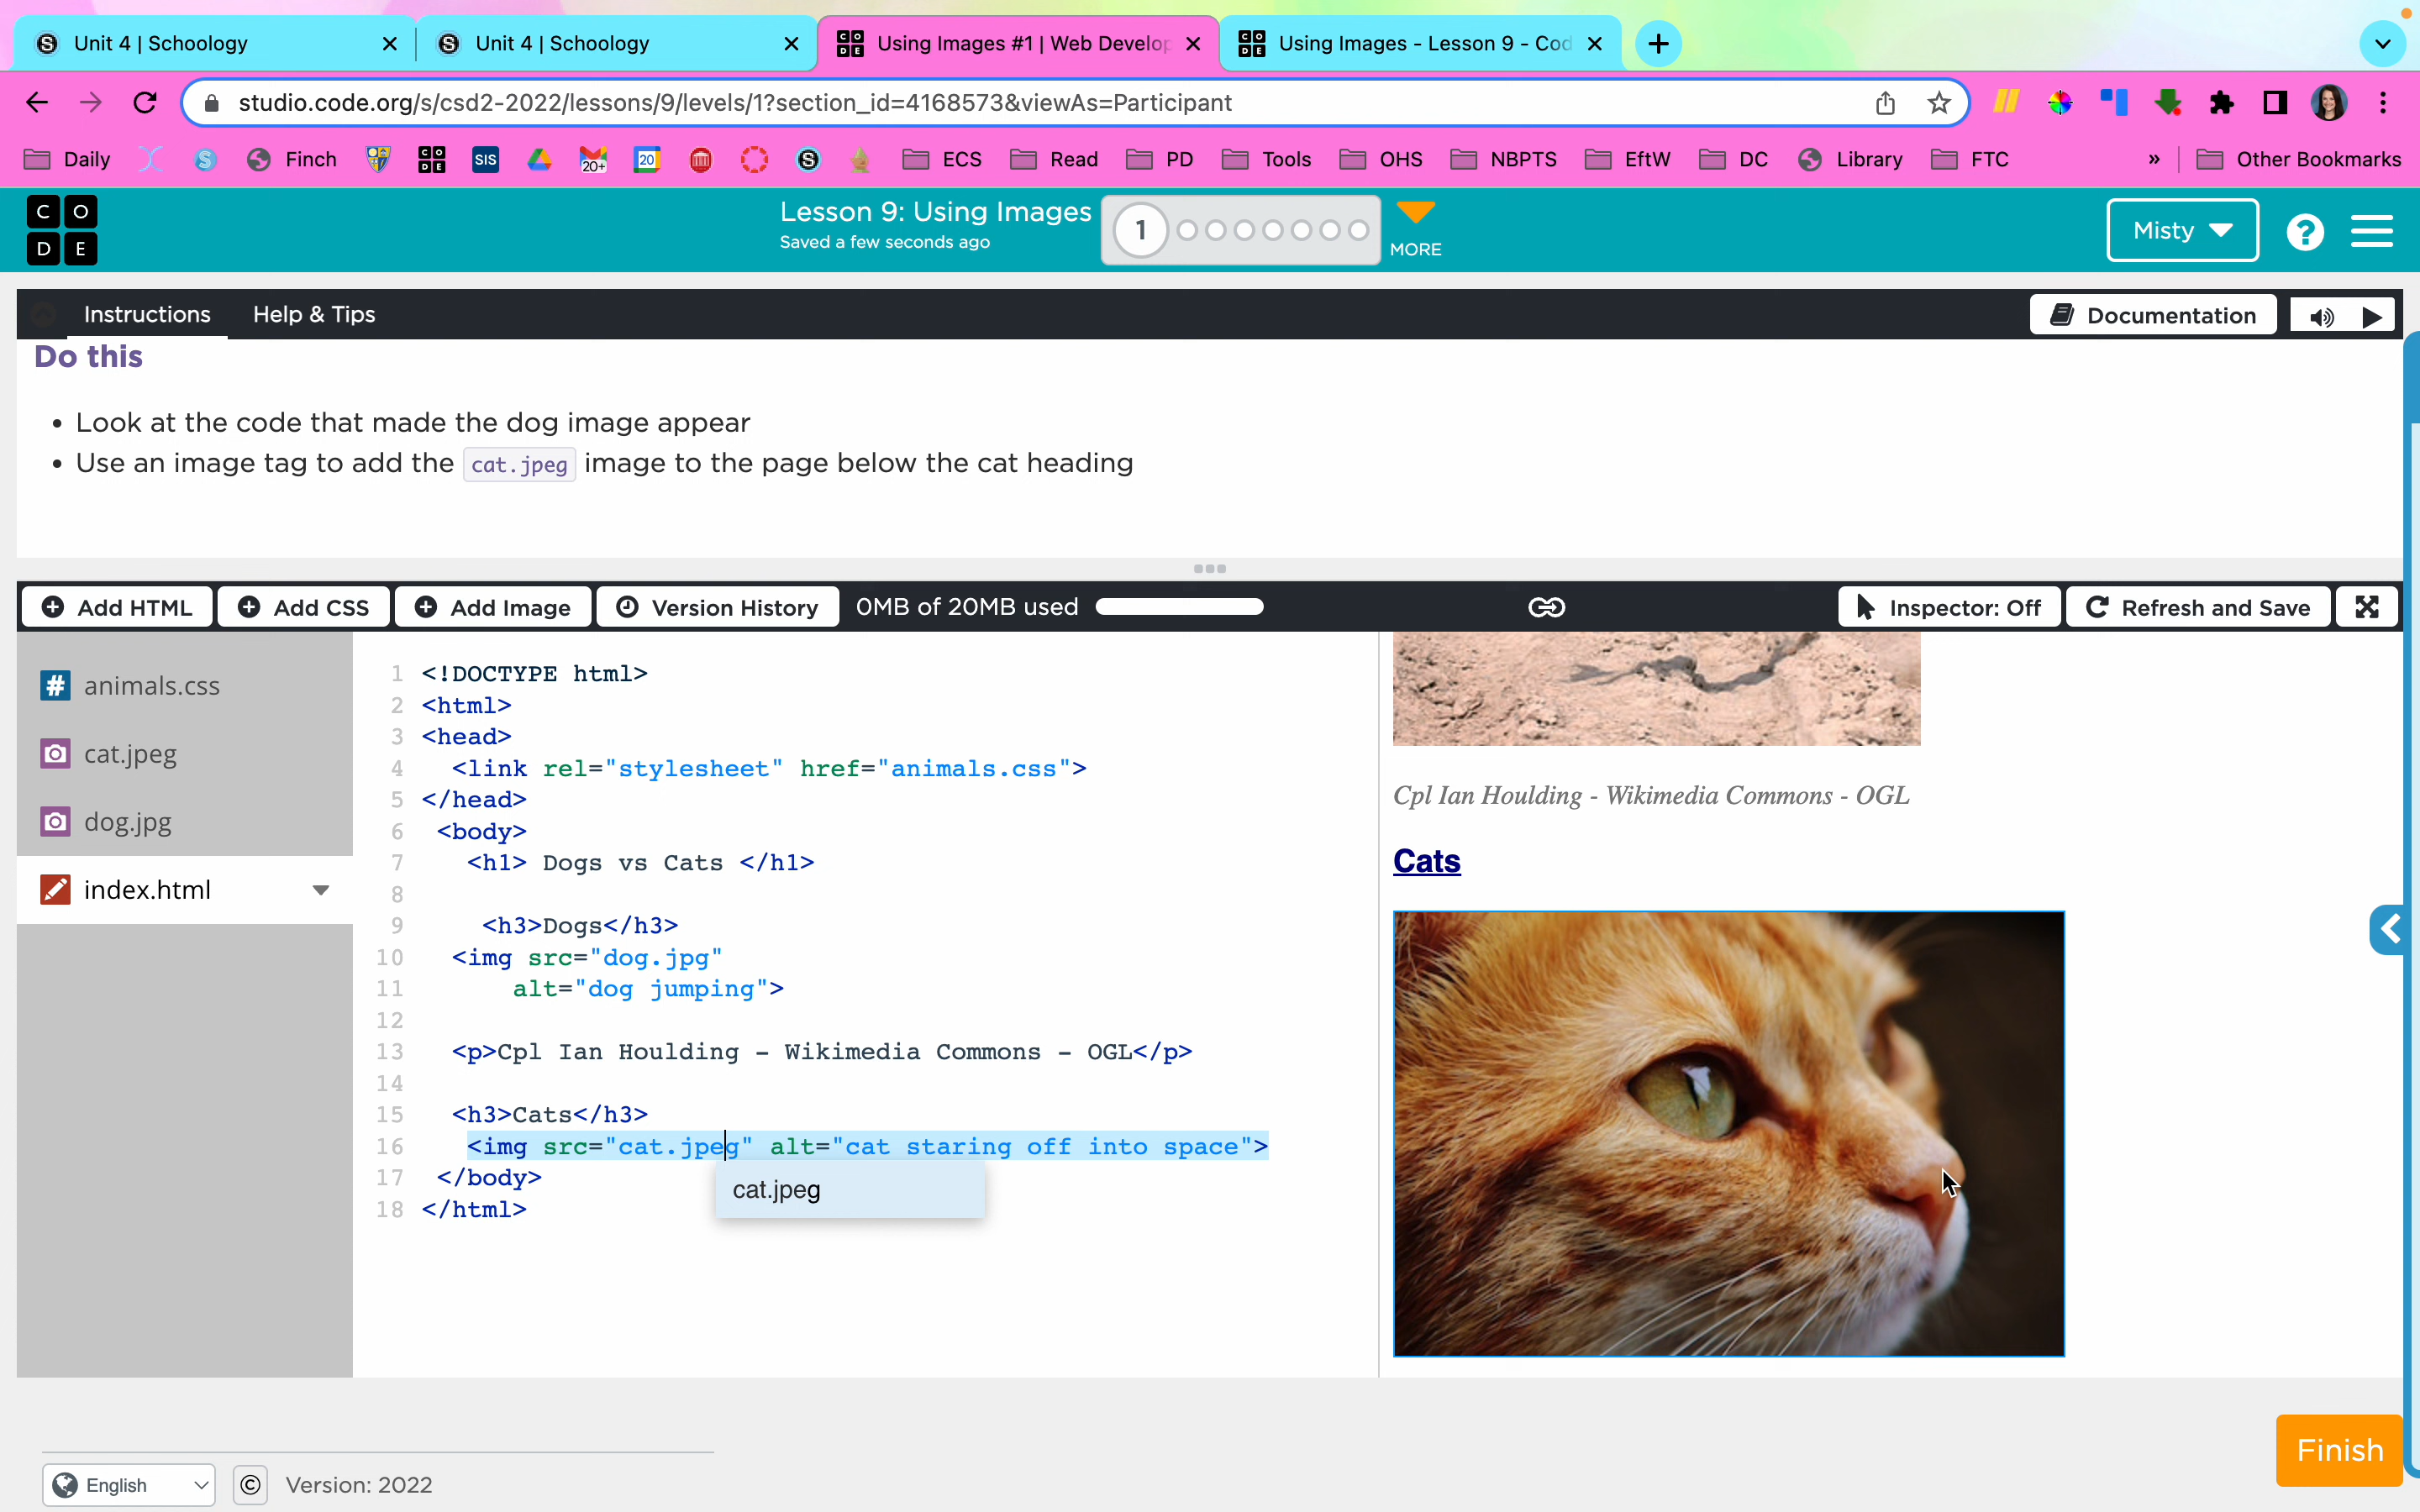 Unit 4 | Schoology
Unit 4 | Schoology
Using Images #1 | Web Develop
Using Images - Lesson 9 - Cod
studio.code.org/s/csd2-2022/lessons/9/levels/1?section_id=4168573&viewAs=Participant
Daily
Finch
CODE
SIS
20+
20
ECS
Read
PD
Tools
OHS
NBPTS
EftW
DC
Library
FTC
»
Other Bookmarks
C O
D E
Lesson 9: Using Images
Saved a few seconds ago
1
MORE
Misty
?
Instructions
Help & Tips
Documentation
Do this
• Look at the code that made the dog image appear
• Use an image tag to add the cat.jpeg image to the page below the cat heading
Add HTML
Add CSS
Add Image
Version History
0MB of 20MB used
Inspector: Off
Refresh and Save
# animals.css
cat.jpeg
dog.jpg
index.html
1 <!DOCTYPE html>
2 <html>
3 <head>
4 <link rel="stylesheet" href="animals.css">
5 </head>
6 <body>
7 <h1> Dogs vs Cats </h1>
8
9 <h3>Dogs</h3>
10 <img src="dog.jpg"
11 alt="dog jumping">
12
13 <p>Cpl Ian Houlding - Wikimedia Commons - OGL</p>
14
15 <h3>Cats</h3>
16 <img src="cat.jpeg" alt="cat staring off into space">
17 </body>
18 </html>
cat.jpeg
Cpl Ian Houlding - Wikimedia Commons - OGL
Cats
Finish
English
©
Version: 2022